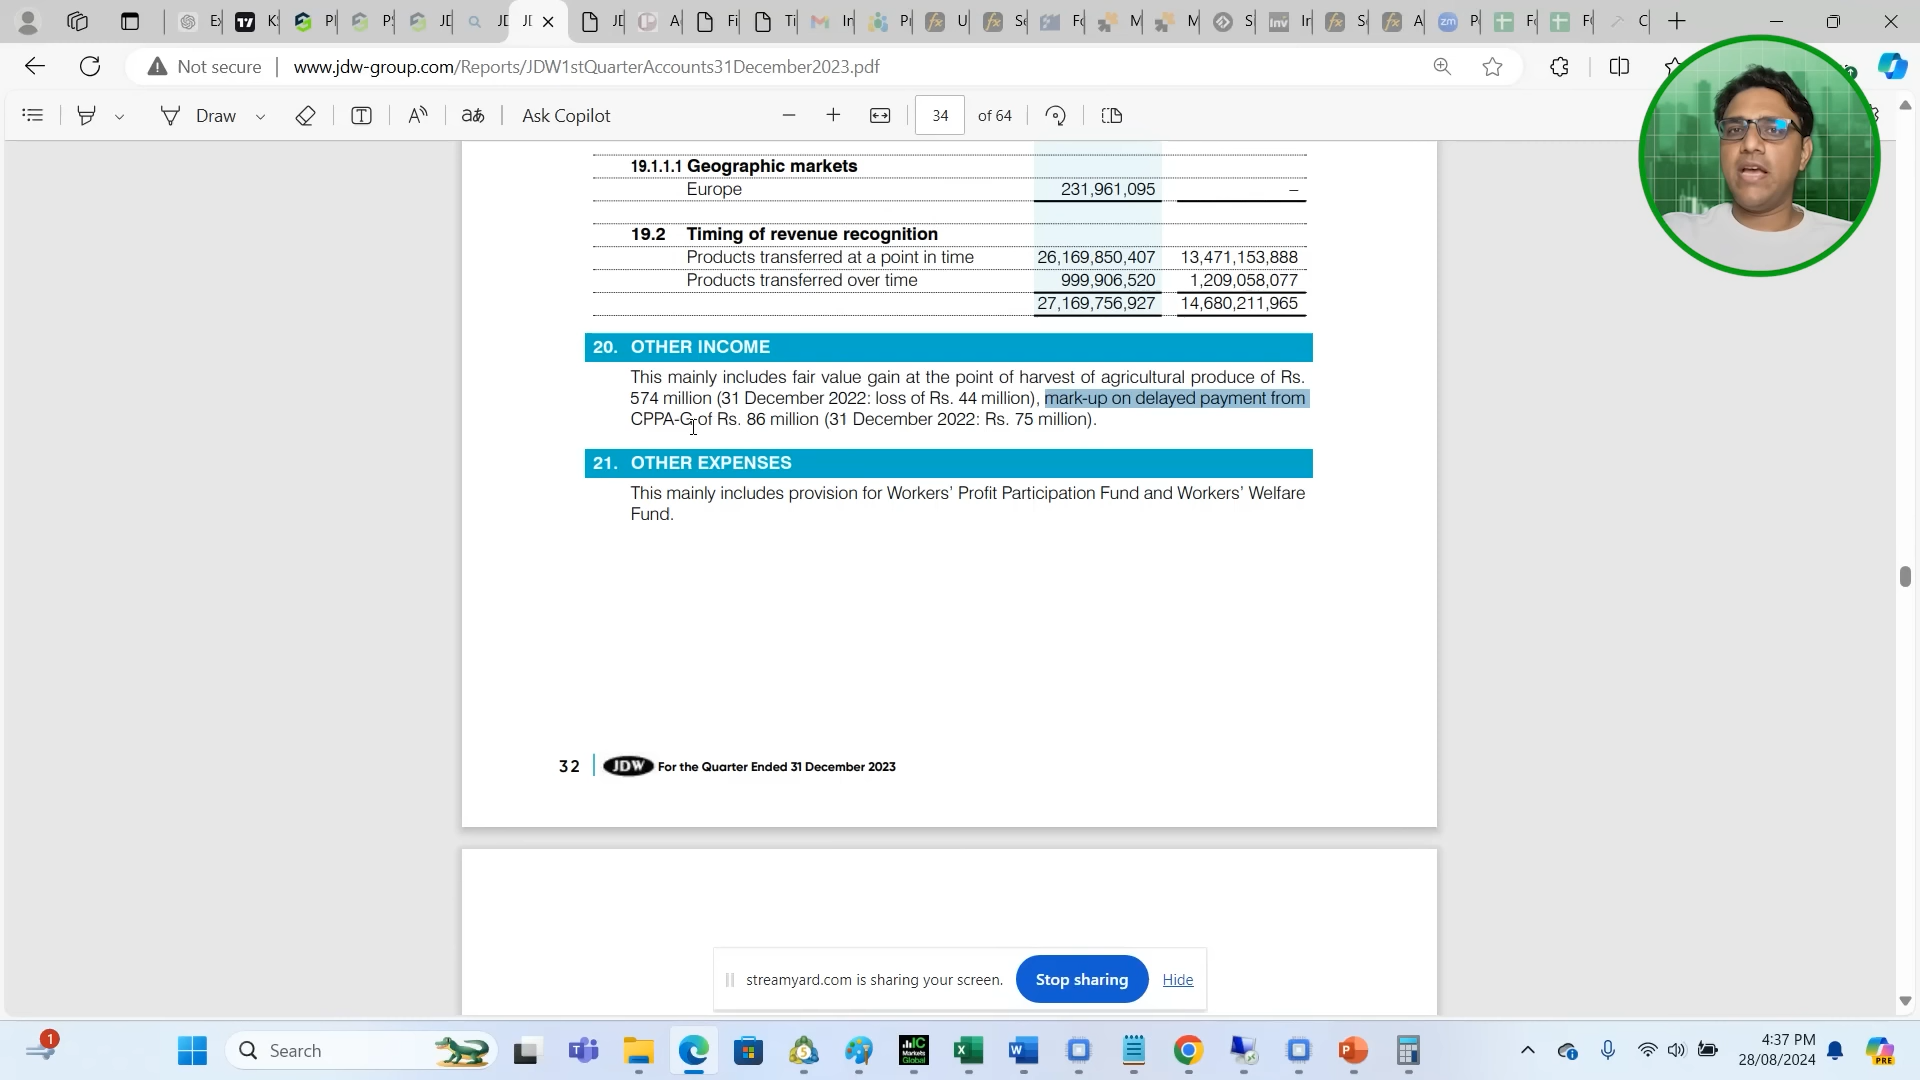 Not secure
www.jdw-group.com/Reports/JDW1stQuarterAccounts31December2023.pdf
Draw
Ask Copilot
34 of 64
19.1.1.1 Geographic markets
Europe 231,961,095 –
19.2 Timing of revenue recognition
Products transferred at a point in time 26,169,850,407 13,471,153,888
Products transferred over time 999,906,520 1,209,058,077
27,169,756,927 14,680,211,965
20. OTHER INCOME
This mainly includes fair value gain at the point of harvest of agricultural produce of Rs.
574 million (31 December 2022: loss of Rs. 44 million), mark-up on delayed payment from
CPPA-G of Rs. 86 million (31 December 2022: Rs. 75 million).
21. OTHER EXPENSES
This mainly includes provision for Workers' Profit Participation Fund and Workers' Welfare
Fund.
32 JDW For the Quarter Ended 31 December 2023
streamyard.com is sharing your screen. Stop sharing Hide
1
Search
4:37 PM
28/08/2024